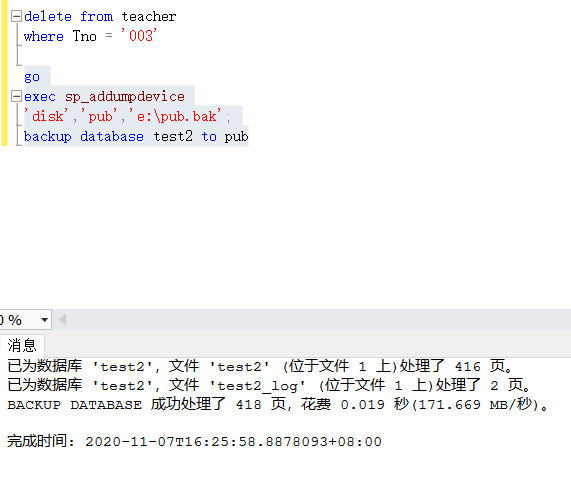 delete from teacher
where Tno = '003'
go
exec sp_addumpdevice
'disk','pub','e:\pub.bak';
backup database test2 to pub
0 %
消息
已为数据库 'test2'，文件 'test2' (位于文件 1 上)处理了 416 页。
已为数据库 'test2'，文件 'test2_log' (位于文件 1 上)处理了 2 页。
BACKUP DATABASE 成功处理了 418 页，花费 0.019 秒(171.669 MB/秒)。
完成时间: 2020-11-07T16:25:58.8878093+08:00